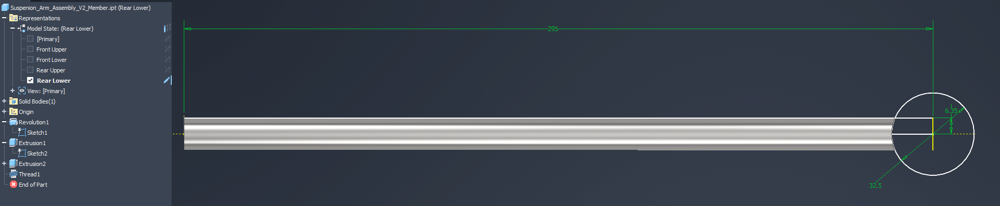 Suspenion_Arm_Assembly_V2_Member.ipt (Rear Lower)
Representations
Model State: (Rear Lower)
[Primary]
Front Upper
Front Lower
Rear Upper
Rear Lower
View: [Primary]
Solid Bodies(1)
Origin
Revolution1
Sketch1
Extrusion1
Sketch2
Extrusion2
Thread1
End of Part
295
6.35
32.5